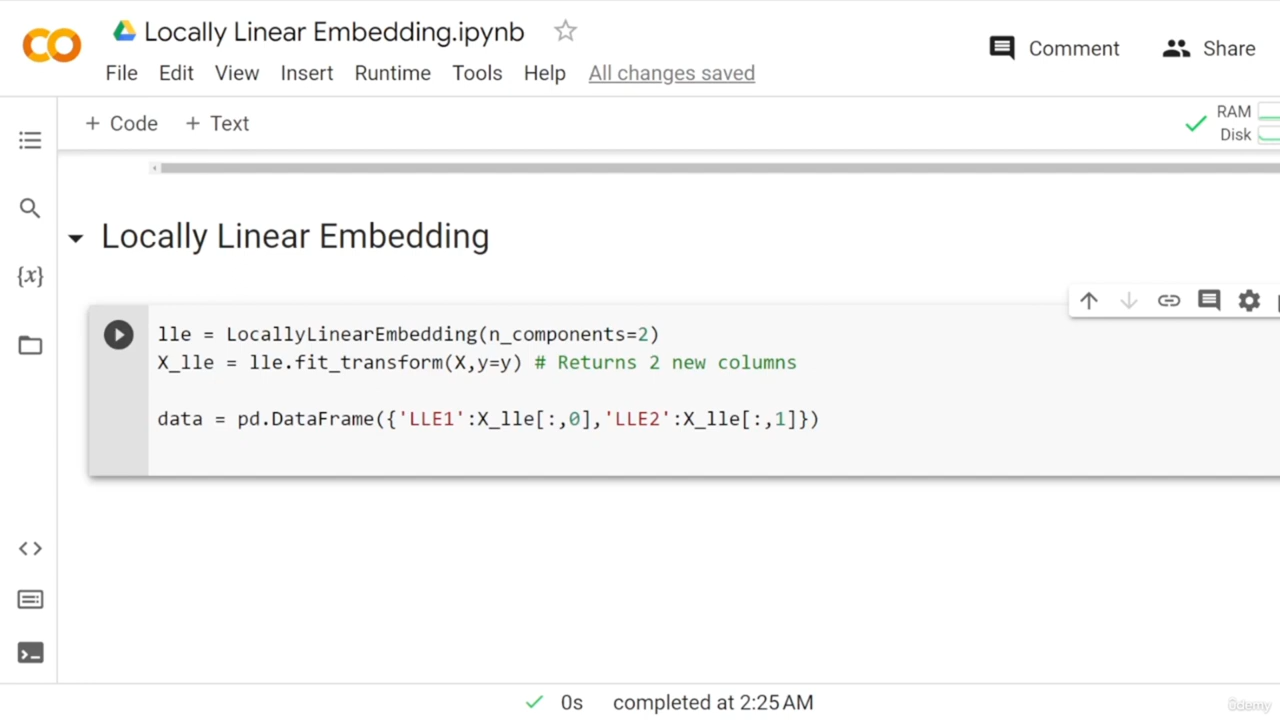 Locally Linear Embedding.ipynb
File Edit View Insert Runtime Tools Help All changes saved
Comment Share
+ Code + Text
RAM
Disk
{x}
Locally Linear Embedding
lle = LocallyLinearEmbedding(n_components=2)
X_lle = lle.fit_transform(X,y=y) # Returns 2 new columns
data = pd.DataFrame({'LLE1':X_lle[:,0],'LLE2':X_lle[:,1]})
0s completed at 2:25 AM
ûdemy